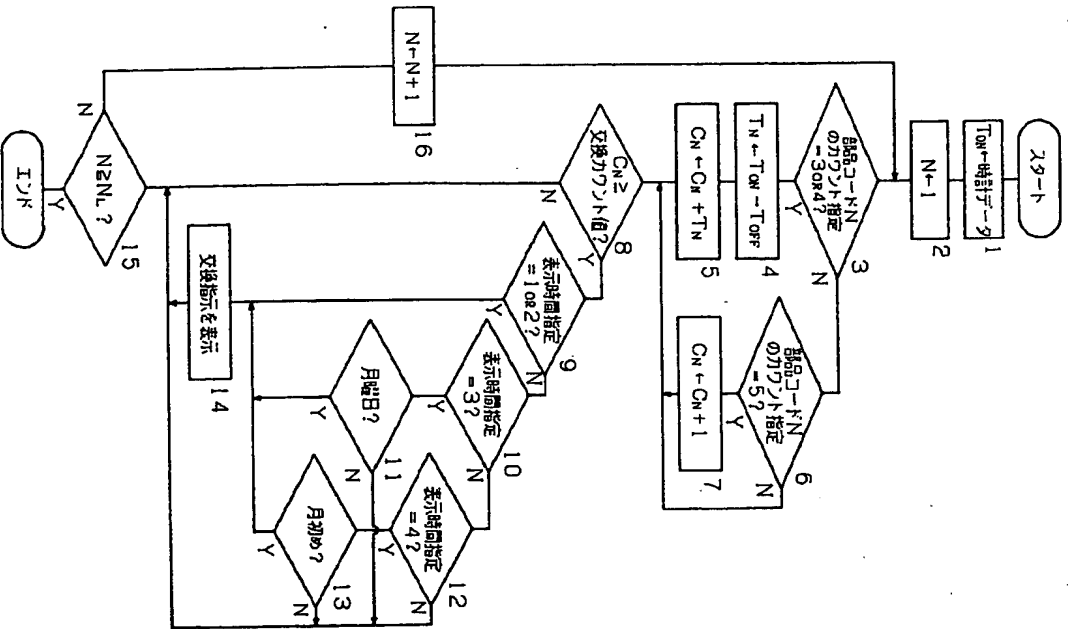 スタート
TON←時計データ
1
N←1
2
部品コードN
のカウント指定
=3OR4?
3
Y
N
TN←TON−TOFF
4
CN←CN+TN
5
部品コードN
のカウント指定
=5?
6
Y
N
CN←CN+1
7
CN≥
交換カウント値?
8
Y
N
表示時間指定
=1OR2?
9
Y
N
表示時間指定
=3?
10
Y
N
月曜日?
11
Y
N
表示時間指定
=4?
12
Y
N
月初め?
13
Y
N
交換指示を表示
14
N≥NL?
15
Y
N
N←N+1
16
エンド